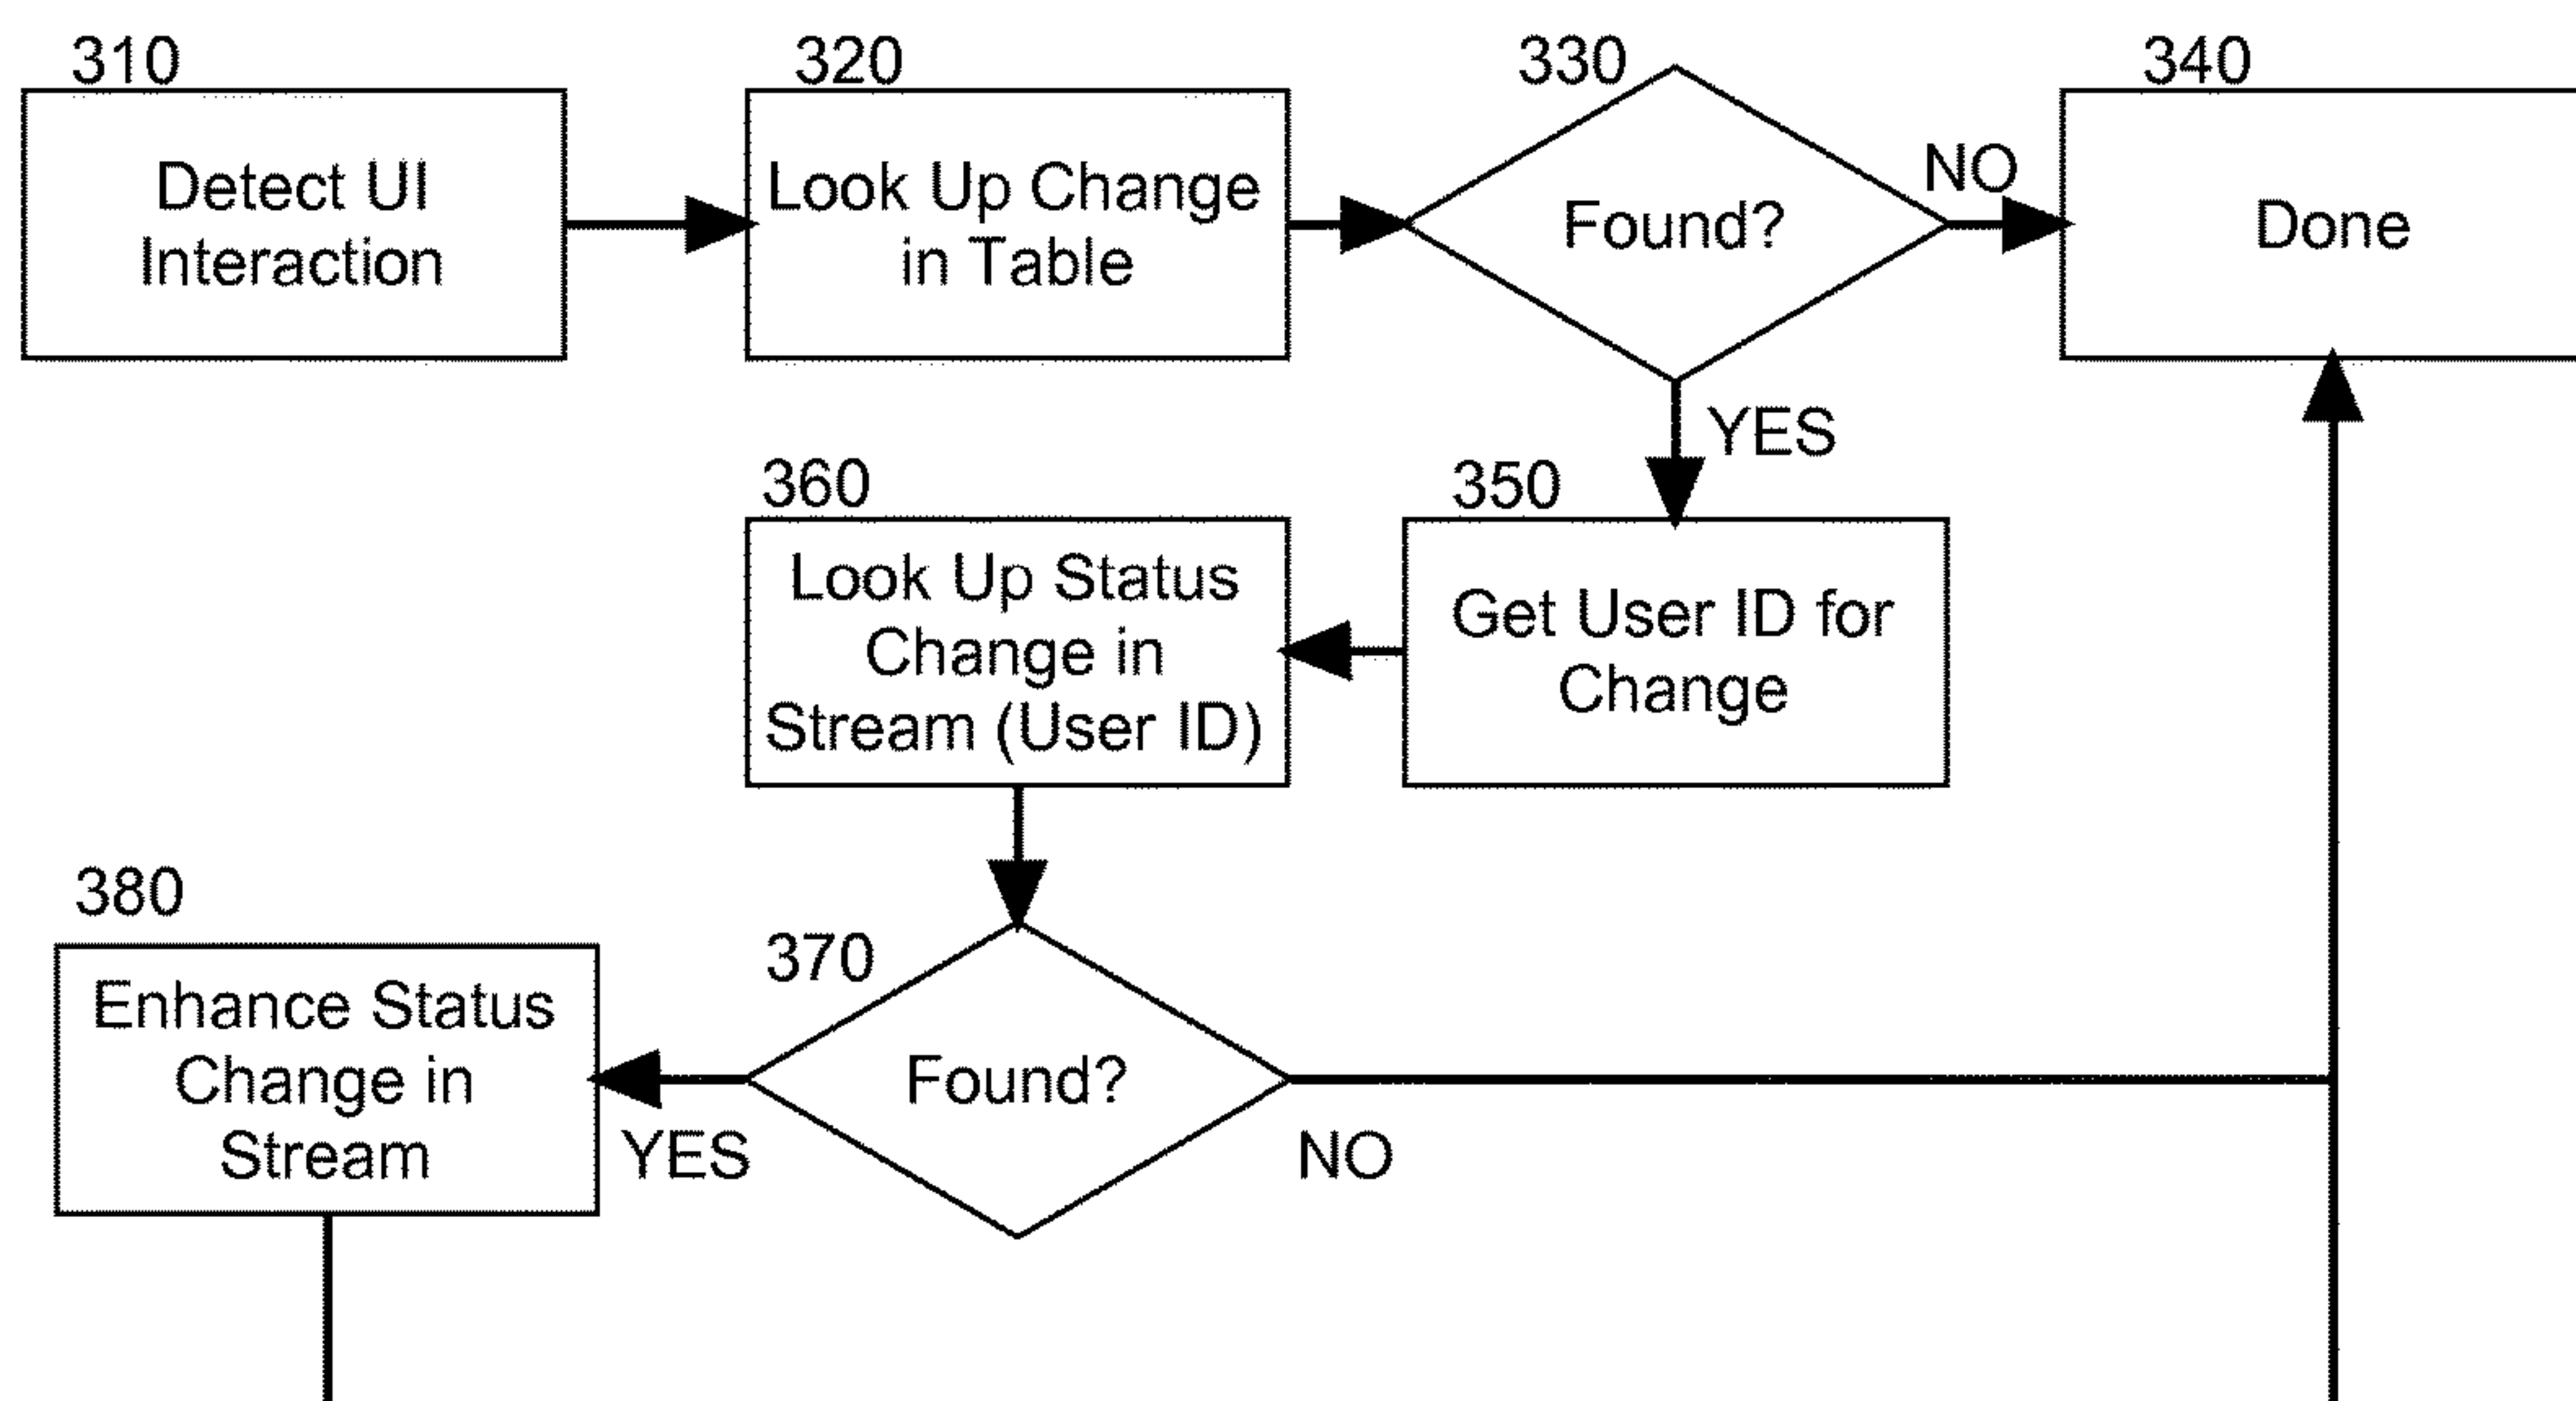 310
Detect UI
Interaction
320
Look Up Change
in Table
330
Found?
NO
340
Done
YES
350
Get User ID for
Change
360
Look Up Status
Change in
Stream (User ID)
370
Found?
YES
NO
380
Enhance Status
Change in
Stream